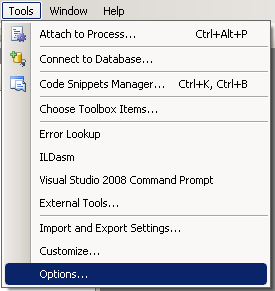 Tools Window Help
Attach to Process... Ctrl+Alt+P
Connect to Database...
Code Snippets Manager... Ctrl+K, Ctrl+B
Choose Toolbox Items...
Error Lookup
ILDasm
Visual Studio 2008 Command Prompt
External Tools...
Import and Export Settings...
Customize...
Options...